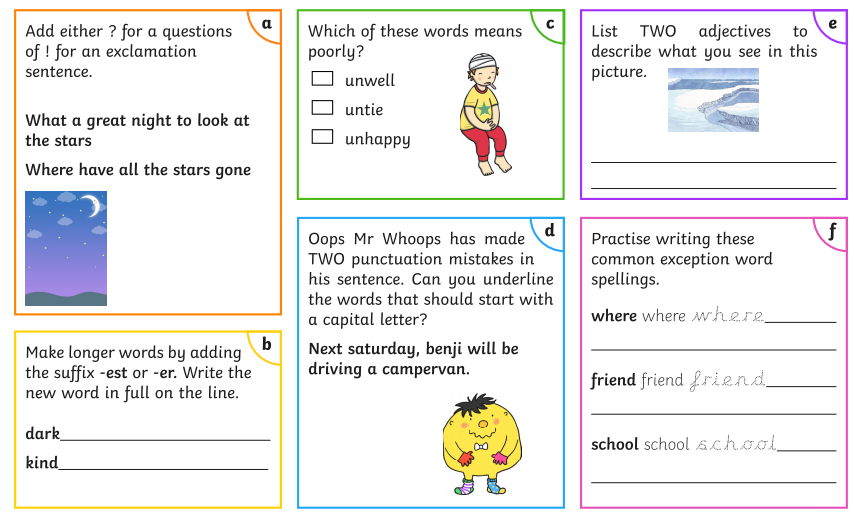 a
Add either ? for a questions
of ! for an exclamation
sentence.
What a great night to look at
the stars
Where have all the stars gone
b
Make longer words by adding
the suffix -est or -er. Write the
new word in full on the line.
dark
kind
c
Which of these words means
poorly?
unwell
untie
unhappy
d
Oops Mr Whoops has made
TWO punctuation mistakes in
his sentence. Can you underline
the words that should start with
a capital letter?
Next saturday, benji will be
driving a campervan.
e
List TWO adjectives to
describe what you see in this
picture.
f
Practise writing these
common exception word
spellings.
where where where
friend friend friend
school school school